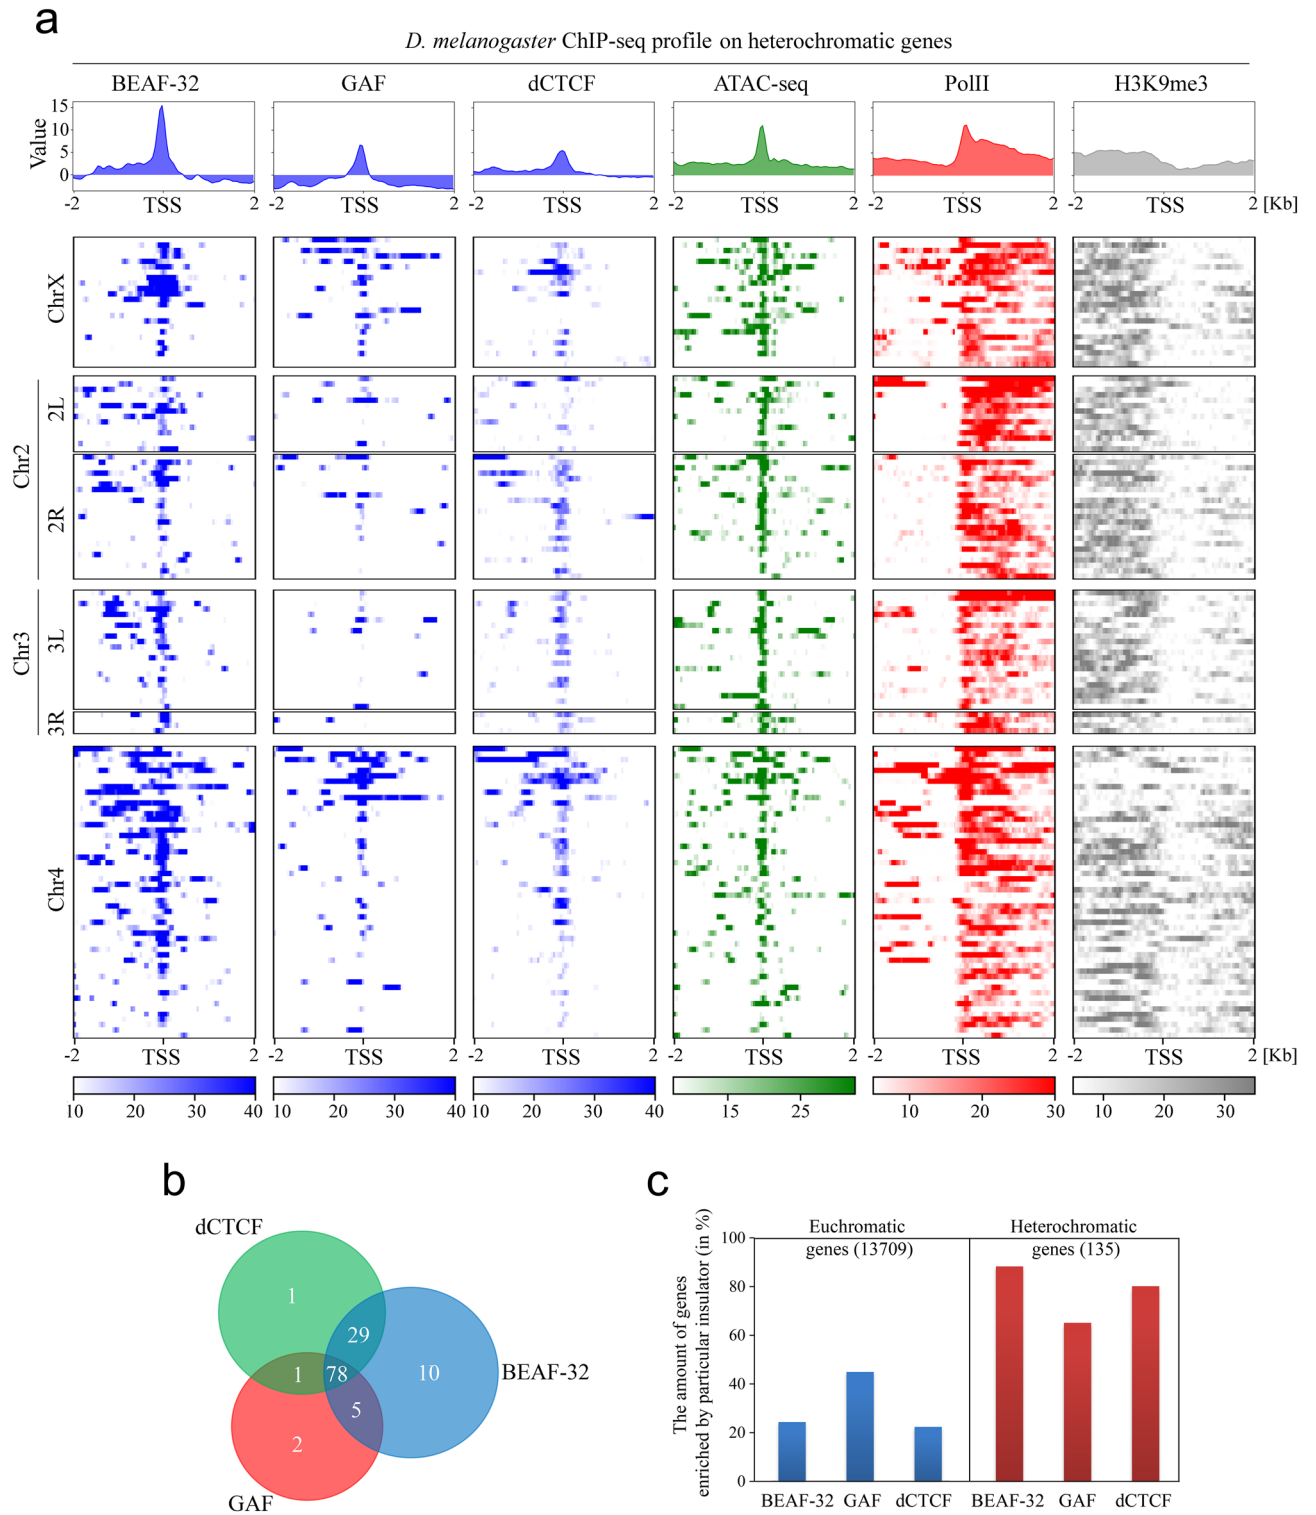 a
D. melanogaster ChIP-seq profile on heterochromatic genes
BEAF-32 GAF dCTCF ATAC-seq PolII H3K9me3
Value
15
10
5
0
-2 TSS 2 -2 TSS 2 -2 TSS 2 -2 TSS 2 -2 TSS 2 -2 TSS 2 [Kb]
ChrX
Chr2
2L
2R
Chr3
3L
3R
Chr4
-2 TSS 2 -2 TSS 2 -2 TSS 2 -2 TSS 2 -2 TSS 2 -2 TSS 2 [Kb]
10 20 30 40 10 20 30 40 10 20 30 40 15 25 10 20 30 10 20 30
b
dCTCF
1
29
1
78
10
BEAF-32
5
2
GAF
c
The amount of genes
enriched by particular insulator (in %)
100
80
60
40
20
0
Euchromatic
genes (13709)
Heterochromatic
genes (135)
BEAF-32 GAF dCTCF BEAF-32 GAF dCTCF